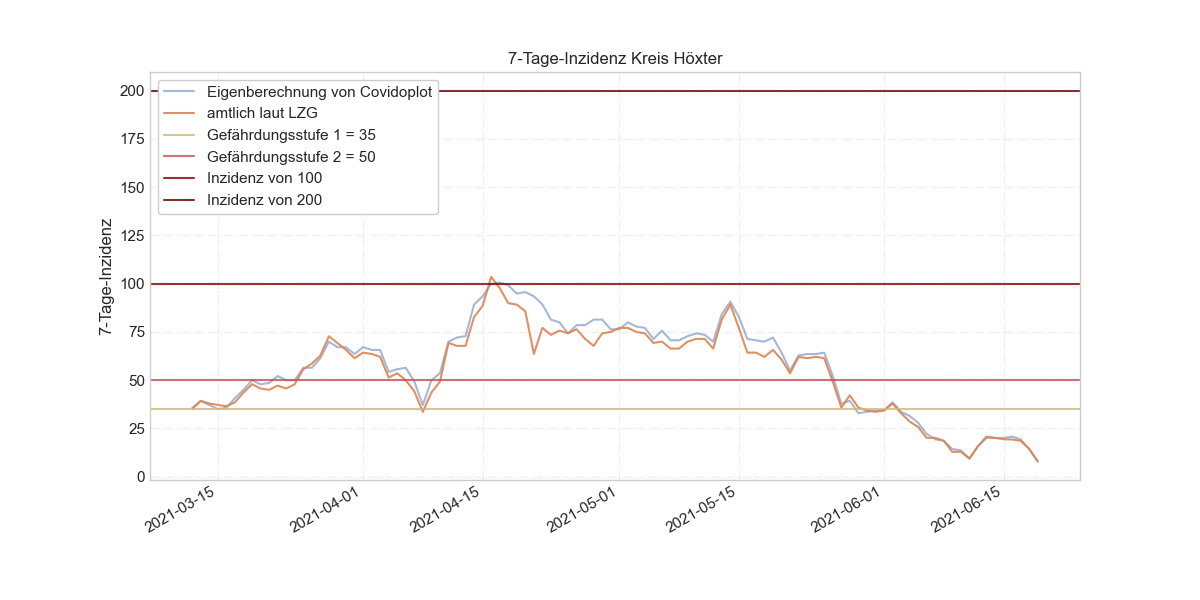 7-Tage-Inzidenz Kreis Höxter
7-Tage-Inzidenz
200
175
150
125
100
75
50
25
0
Eigenberechnung von Covidoplot
amtlich laut LZG
Gefährdungsstufe 1 = 35
Gefährdungsstufe 2 = 50
Inzidenz von 100
Inzidenz von 200
2021-03-15
2021-04-01
2021-04-15
2021-05-01
2021-05-15
2021-06-01
2021-06-15